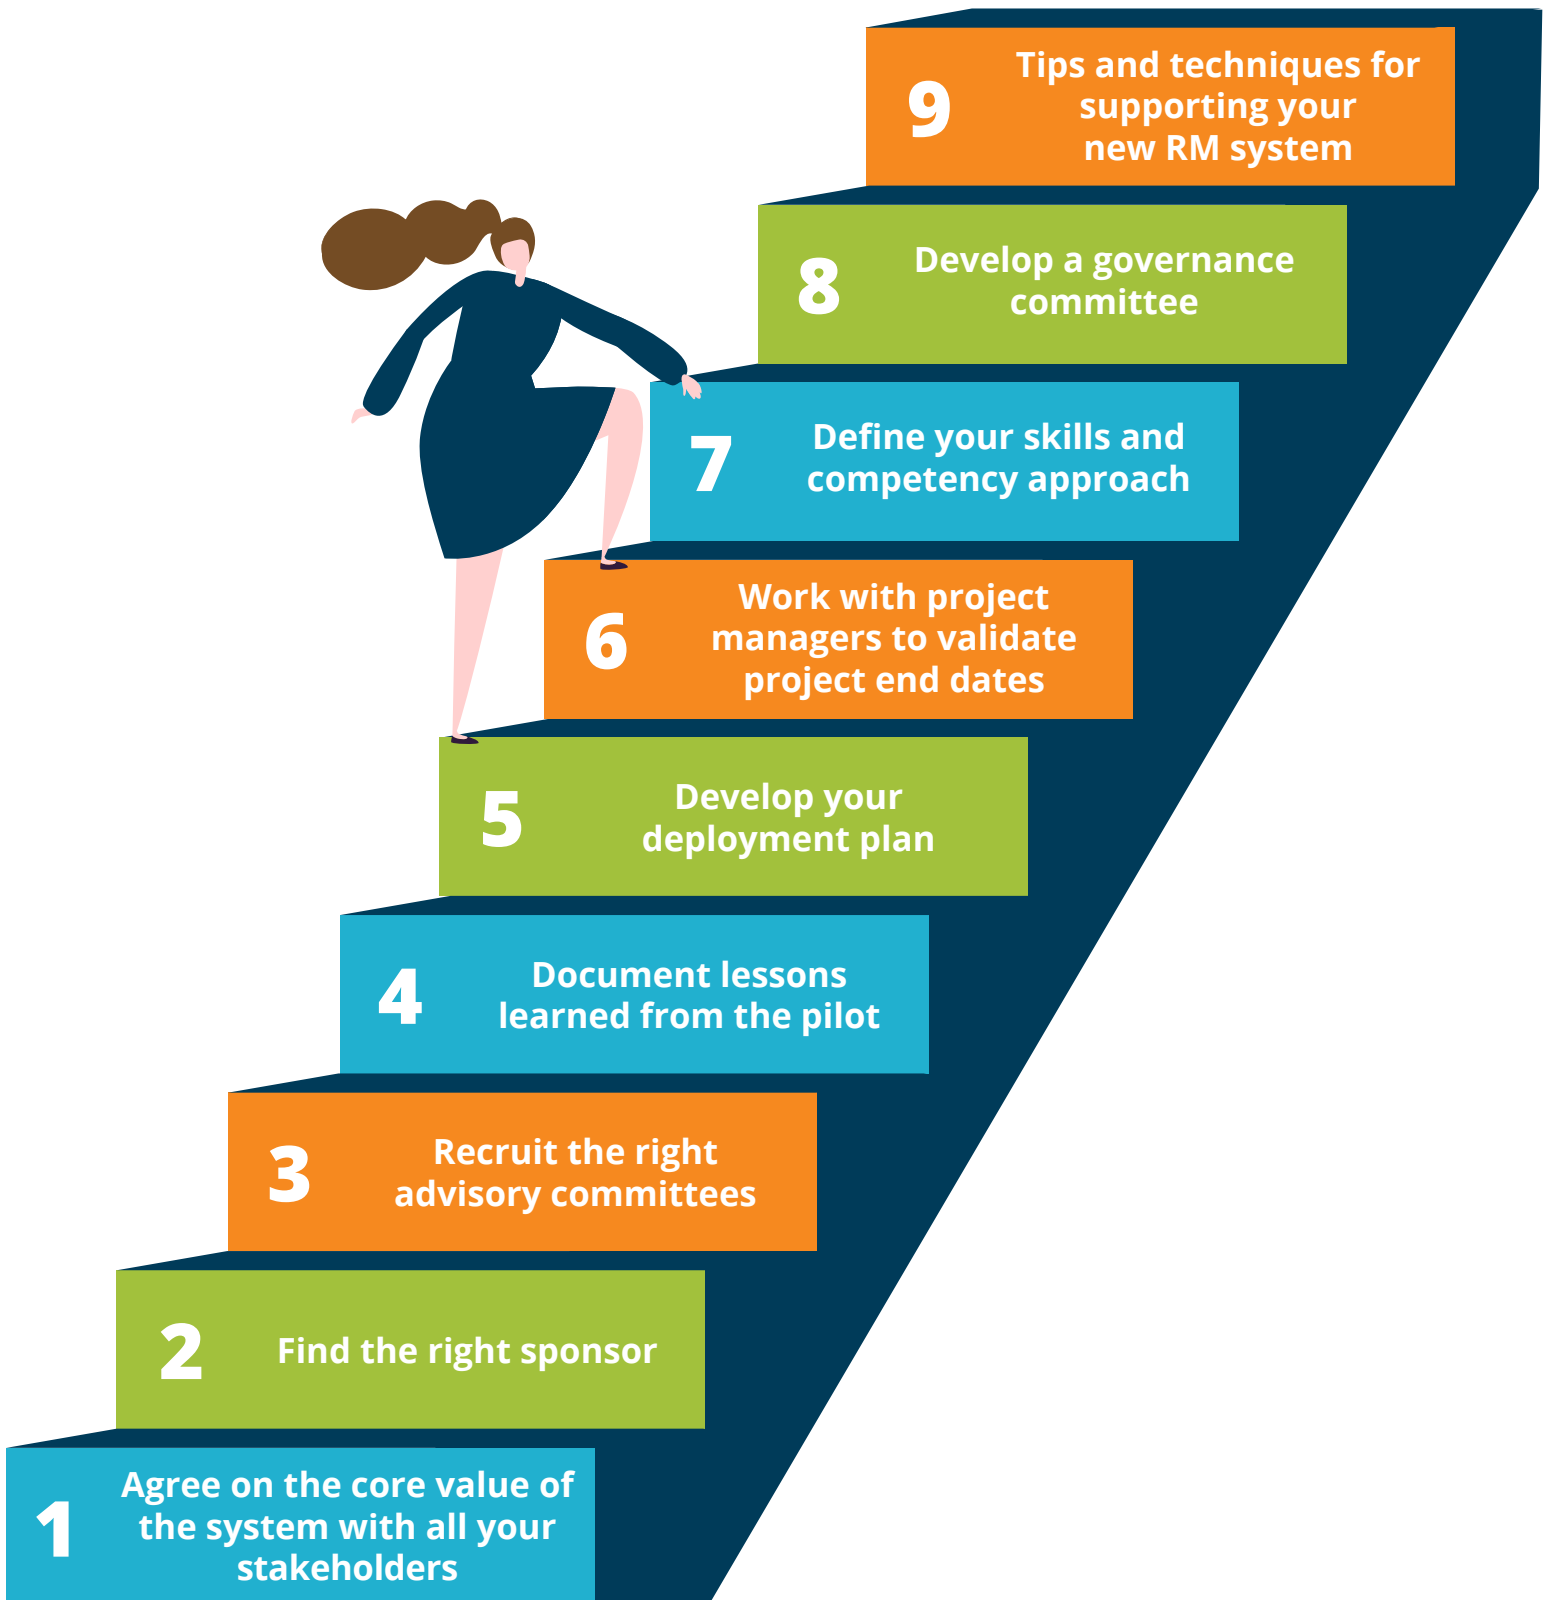 9
Tips and techniques for
supporting your
new RM system
8
Develop a governance
committee
7
Define your skills and
competency approach
6
Work with project
managers to validate
project end dates
5
Develop your
deployment plan
4
Document lessons
learned from the pilot
3
Recruit the right
advisory committees
2
Find the right sponsor
1
Agree on the core value of
the system with all your
stakeholders